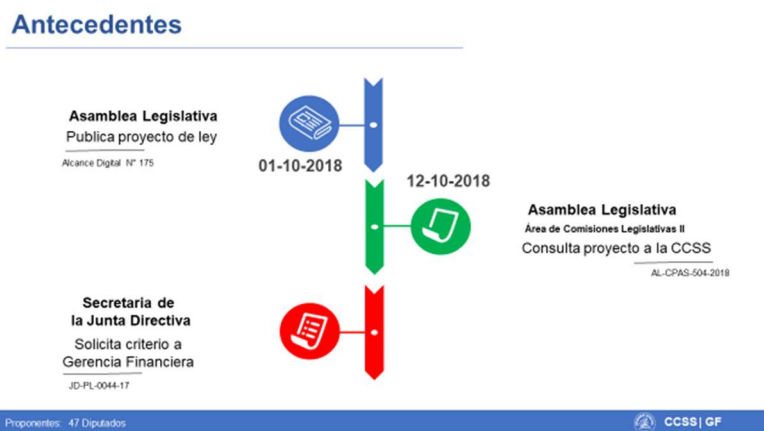 Antecedentes
Asamblea Legislativa
Publica proyecto de ley
Alcance Digital N° 175
01-10-2018
12-10-2018
Asamblea Legislativa
Área de Comisiones Legislativas II
Consulta proyecto a la CCSS
AL-CPAS-504-2018
Secretaria de
la Junta Directiva
Solicita criterio a
Gerencia Financiera
JD-PL-0044-17
Proponentes: 47 Diputados
CCSS| GF